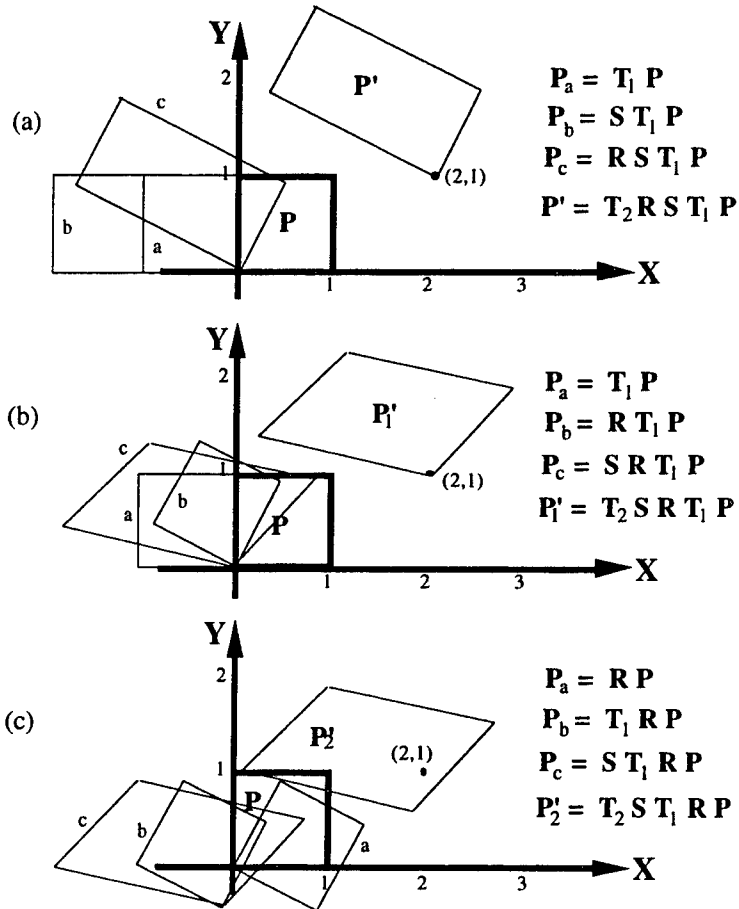 (a)
Y
2
1
c
b
a
P
P'
(2,1)
1
2
3
X
P_a = T_1 P
P_b = S T_1 P
P_c = R S T_1 P
P' = T_2 R S T_1 P
(b)
Y
2
1
c
a
b
P
P_1'
(2,1)
1
2
3
X
P_a = T_1 P
P_b = R T_1 P
P_c = S R T_1 P
P_1' = T_2 S R T_1 P
(c)
Y
2
1
c
b
P
a
P_2'
(2,1)
1
2
3
X
P_a = R P
P_b = T_1 R P
P_c = S T_1 R P
P_2' = T_2 S T_1 R P